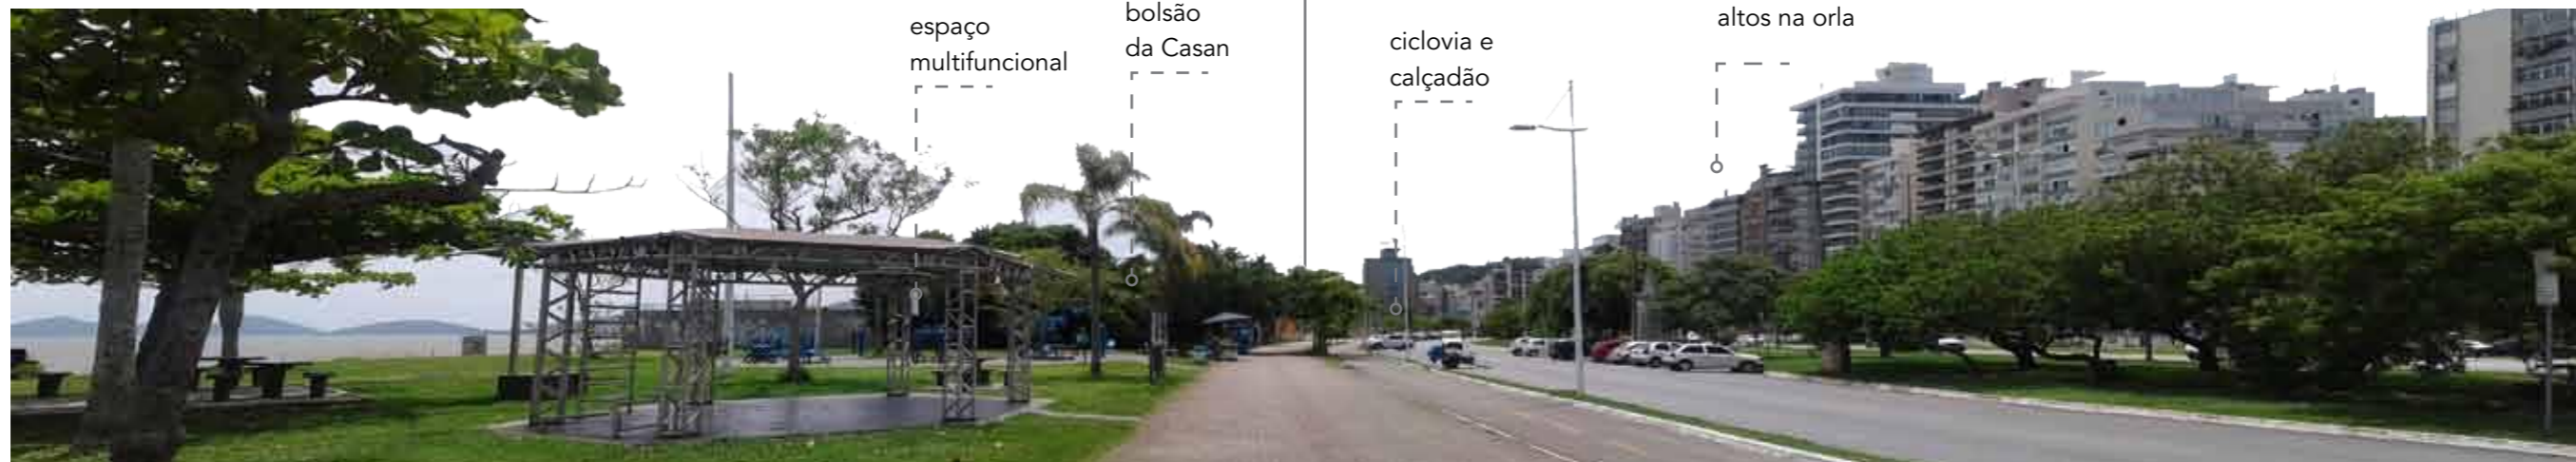 espaço
multifuncional
bolsão
da Casan
ciclovia e
calçadão
altos na orla